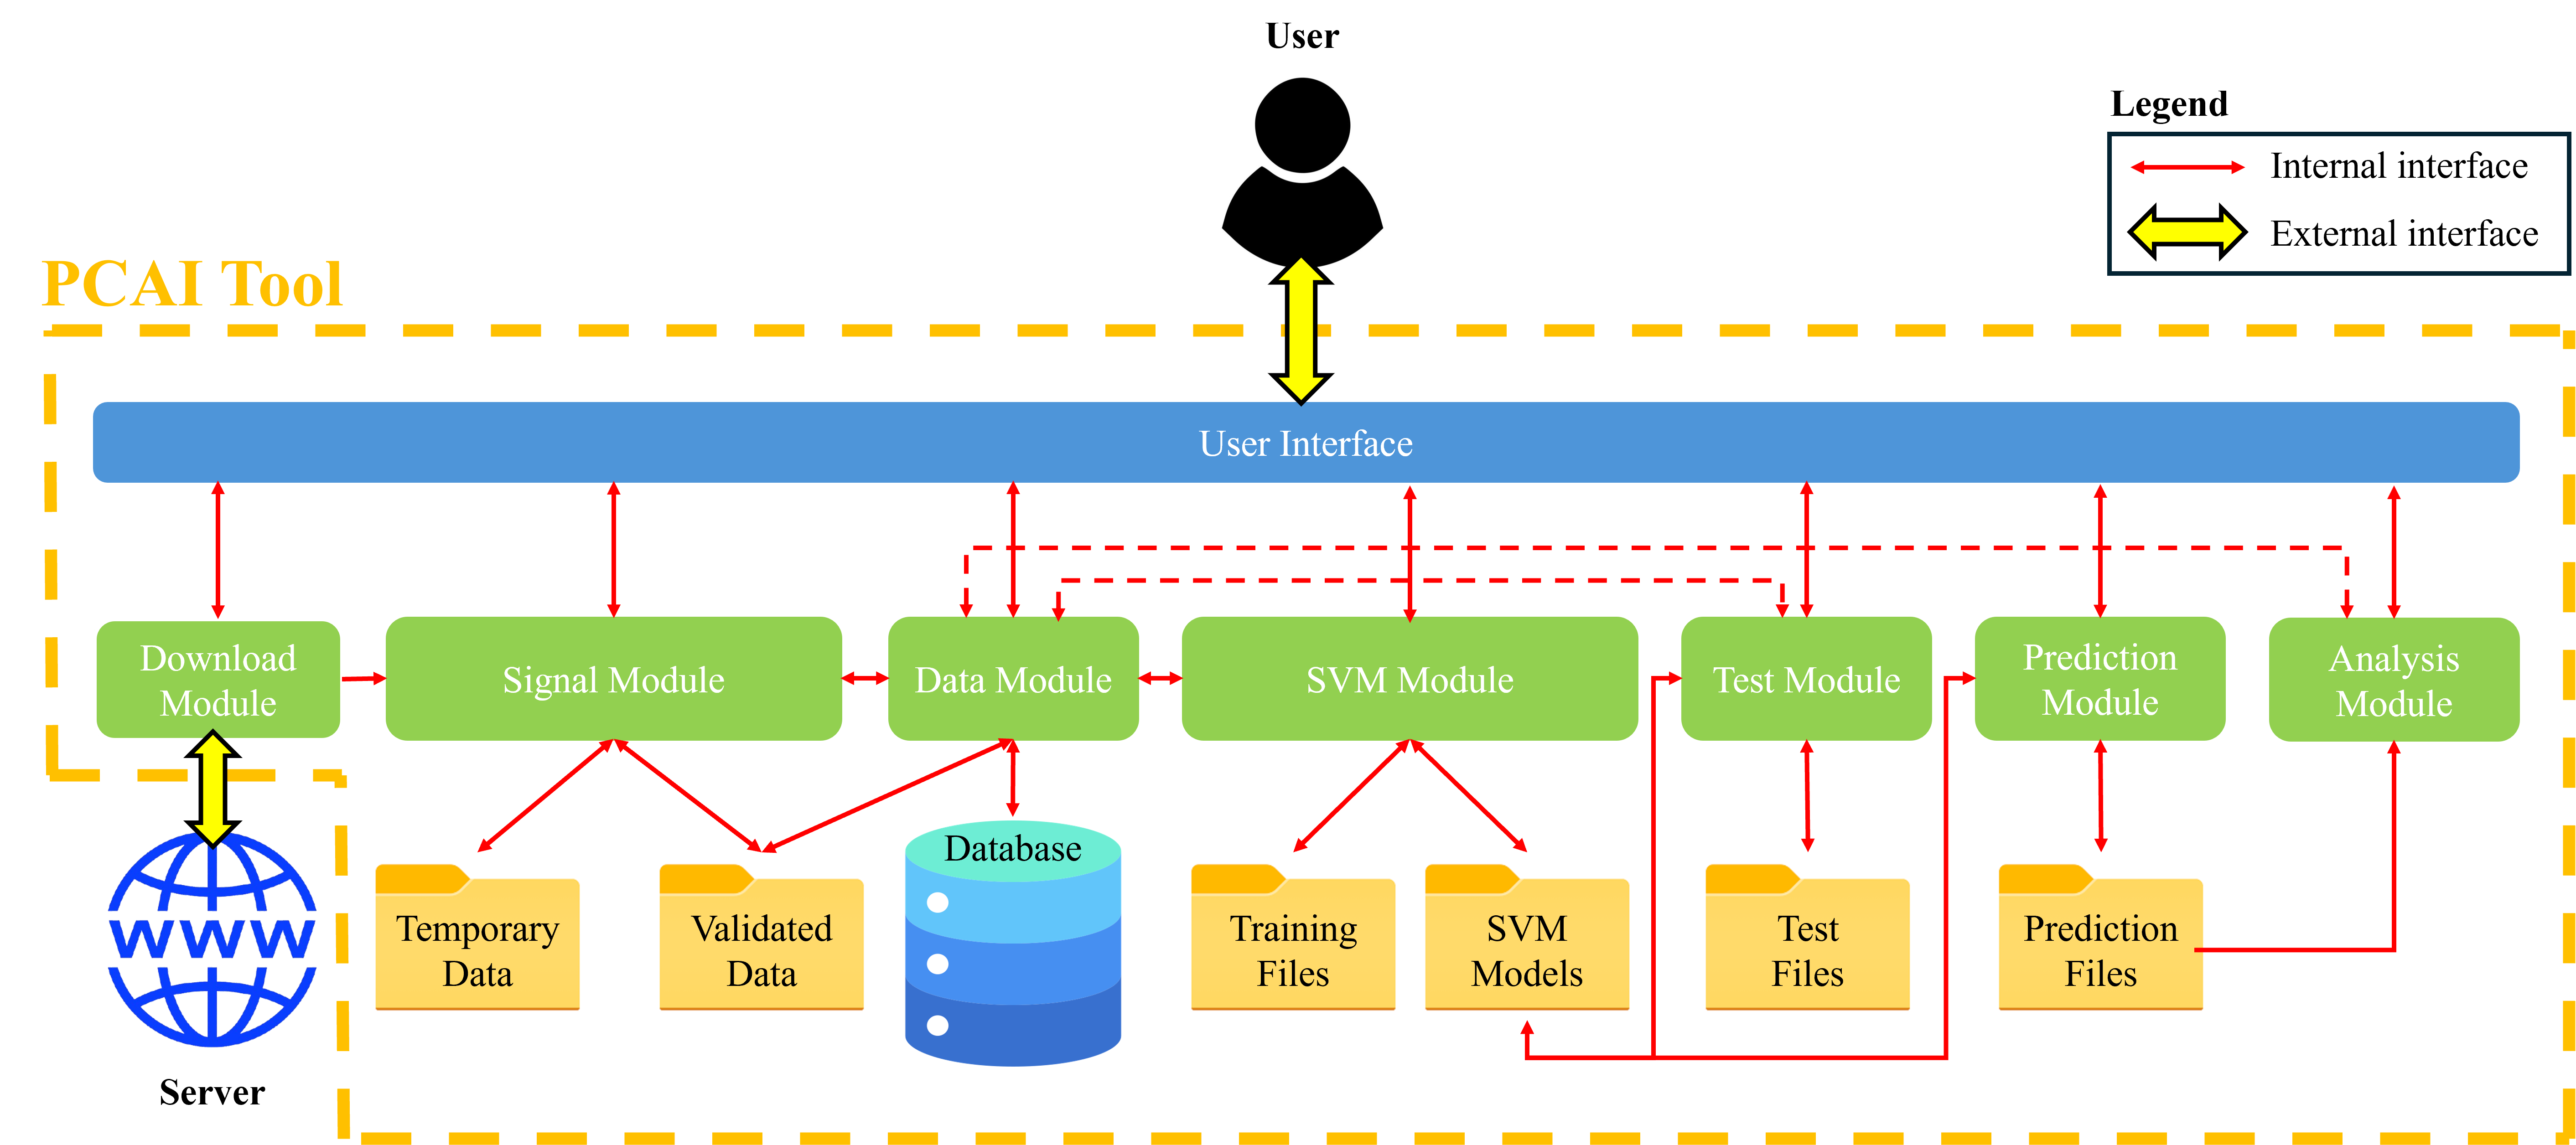 User
Legend
Internal interface
External interface
PCAI Tool
User Interface
Download
Module
Signal Module
Data Module
SVM Module
Test Module
Prediction
Module
Analysis
Module
Database
Temporary
Data
Validated
Data
Training
Files
SVM
Models
Test
Files
Prediction
Files
WWW
Server